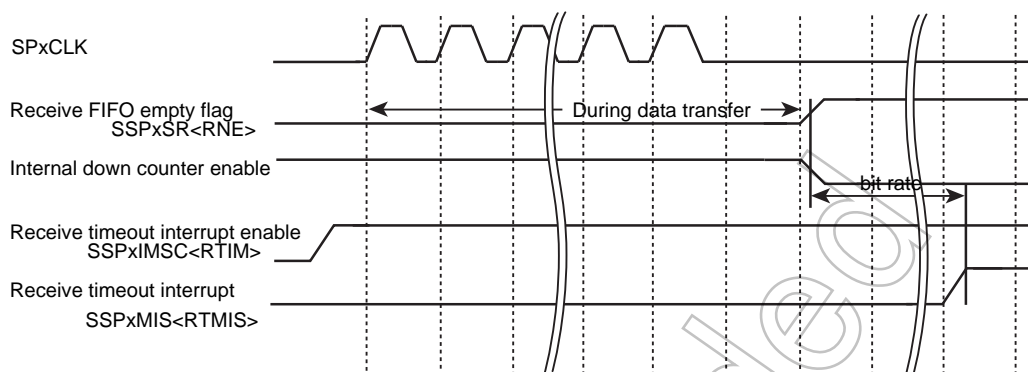 SPxCLK
Receive FIFO empty flag
SSPxSR<RNE>
During data transfer
Internal down counter enable
bit rate
Receive timeout interrupt enable
SSPxIMSC<RTIM>
Receive timeout interrupt
SSPxMIS<RTMIS>